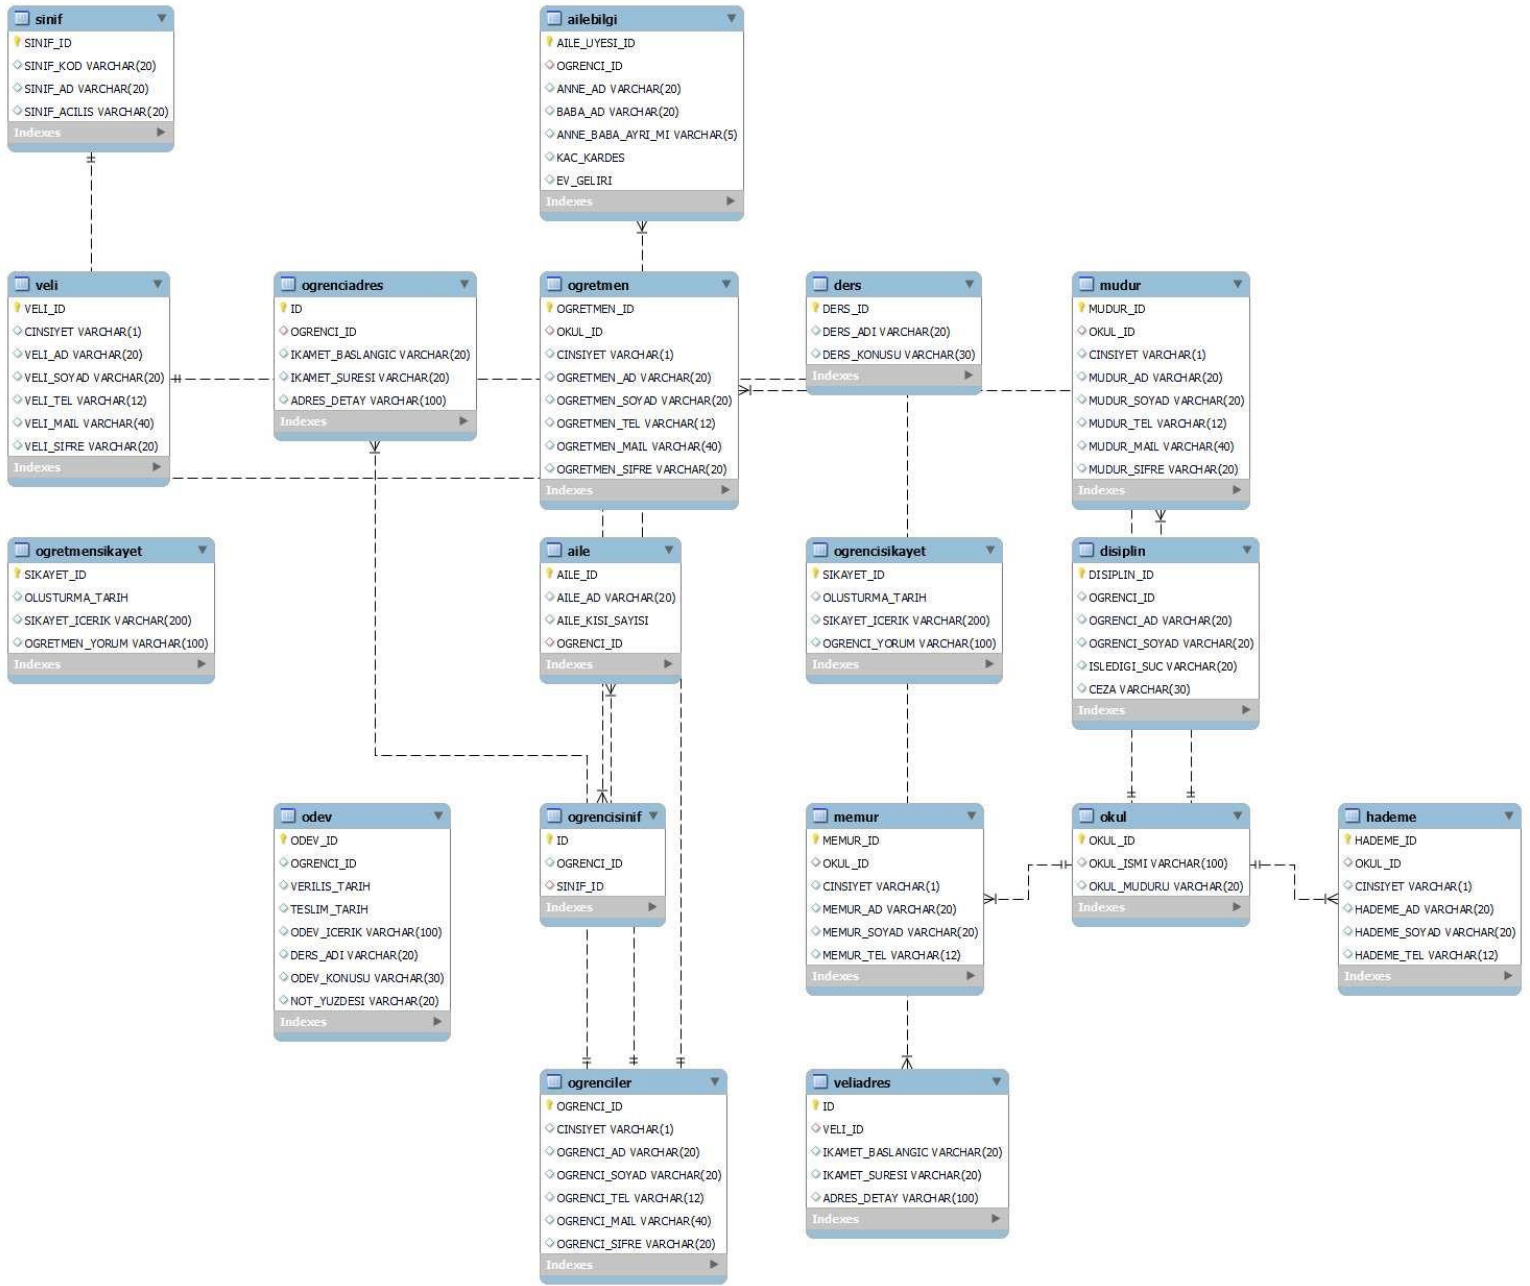 sinif
SINIF_ID
SINIF_KOD VARCHAR(20)
SINIF_AD VARCHAR(20)
SINIF_ACILIS VARCHAR(20)
Indexes
ailebilgi
AILE_UYESI_ID
OGRENCI_ID
ANNE_AD VARCHAR(20)
BABA_AD VARCHAR(20)
ANNE_BABA_AYRI_MI VARCHAR(5)
KAC_KARDES
EV_GELIRI
Indexes
veli
VELI_ID
CINSIYET VARCHAR(1)
VELI_AD VARCHAR(20)
VELI_SOYAD VARCHAR(20)
VELI_TEL VARCHAR(12)
VELI_MAIL VARCHAR(40)
VELI_SIFRE VARCHAR(20)
Indexes
ogrenciadres
ID
OGRENCI_ID
IKAMET_BASLANGIC VARCHAR(20)
IKAMET_SURESI VARCHAR(20)
ADRES_DETAY VARCHAR(100)
Indexes
ogretmen
OGRETMEN_ID
OKUL_ID
CINSIYET VARCHAR(1)
OGRETMEN_AD VARCHAR(20)
OGRETMEN_SOYAD VARCHAR(20)
OGRETMEN_TEL VARCHAR(12)
OGRETMEN_MAIL VARCHAR(40)
OGRETMEN_SIFRE VARCHAR(20)
Indexes
ders
DERS_ID
DERS_ADI VARCHAR(20)
DERS_KONUSU VARCHAR(30)
Indexes
mudur
MUDUR_ID
OKUL_ID
CINSIYET VARCHAR(1)
MUDUR_AD VARCHAR(20)
MUDUR_SOYAD VARCHAR(20)
MUDUR_TEL VARCHAR(12)
MUDUR_MAIL VARCHAR(40)
MUDUR_SIFRE VARCHAR(20)
Indexes
ogretmensikayet
SIKAYET_ID
OLUSTURMA_TARIH
SIKAYET_ICERIK VARCHAR(200)
OGRETMEN_YORUM VARCHAR(100)
Indexes
aile
AILE_ID
AILE_AD VARCHAR(20)
AILE_KISI_SAYISI
OGRENCI_ID
Indexes
ogrencisikayet
SIKAYET_ID
OLUSTURMA_TARIH
SIKAYET_ICERIK VARCHAR(200)
OGRENCI_YORUM VARCHAR(100)
Indexes
disiplin
DISIPLIN_ID
OGRENCI_ID
OGRENCI_AD VARCHAR(20)
OGRENCI_SOYAD VARCHAR(20)
ISLEDIGI_SUC VARCHAR(20)
CEZA VARCHAR(30)
Indexes
odev
ODEV_ID
OGRENCI_ID
VERILIS_TARIH
TESLIM_TARIH
ODEV_ICERIK VARCHAR(100)
DERS_ADI VARCHAR(20)
ODEV_KONUSU VARCHAR(30)
NOT_YUZDESI VARCHAR(20)
Indexes
ogrencisinif
ID
OGRENCI_ID
SINIF_ID
Indexes
memur
MEMUR_ID
OKUL_ID
CINSIYET VARCHAR(1)
MEMUR_AD VARCHAR(20)
MEMUR_SOYAD VARCHAR(20)
MEMUR_TEL VARCHAR(12)
Indexes
okul
OKUL_ID
OKUL_ISMI VARCHAR(100)
OKUL_MUDURU VARCHAR(20)
Indexes
hademe
HADEME_ID
OKUL_ID
CINSIYET VARCHAR(1)
HADEME_AD VARCHAR(20)
HADEME_SOYAD VARCHAR(20)
HADEME_TEL VARCHAR(12)
Indexes
ogrenciler
OGRENCI_ID
CINSIYET VARCHAR(1)
OGRENCI_AD VARCHAR(20)
OGRENCI_SOYAD VARCHAR(20)
OGRENCI_TEL VARCHAR(12)
OGRENCI_MAIL VARCHAR(40)
OGRENCI_SIFRE VARCHAR(20)
Indexes
veliadres
ID
VELI_ID
IKAMET_BASLANGIC VARCHAR(20)
IKAMET_SURESI VARCHAR(20)
ADRES_DETAY VARCHAR(100)
Indexes